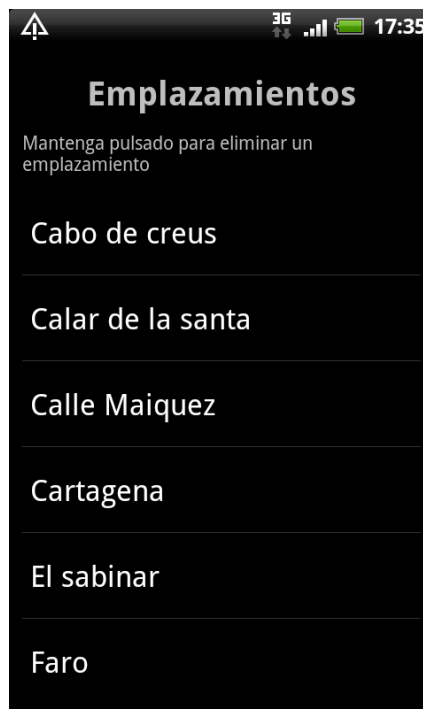 3G 17:35
Emplazamientos
Mantenga pulsado para eliminar un
emplazamiento
Cabo de creus
Calar de la santa
Calle Maiquez
Cartagena
El sabinar
Faro